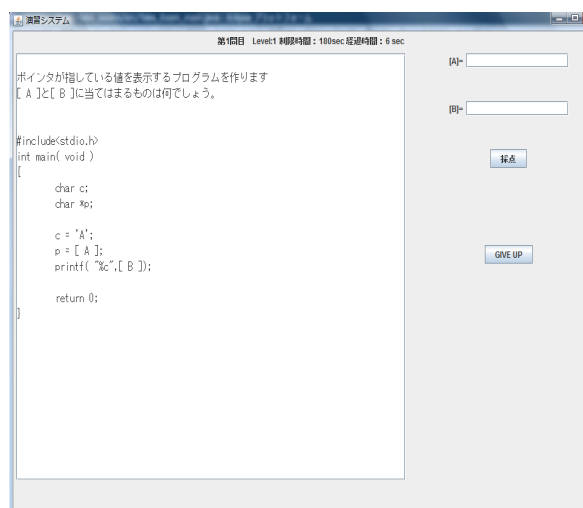 演習システム
第1問目 Level:1 制限時間：180sec 経過時間：6 sec
ポインタが指している値を表示するプログラムを作ります
[ A ]と[ B ]に当てはまるものは何でしょう。
#include<stdio.h>
int main( void )
{
char c;
char *p;
c = 'A';
p = [ A ];
printf( "%c",[ B ]);
return 0;
}
[A]=
[B]=
採点
GIVE UP